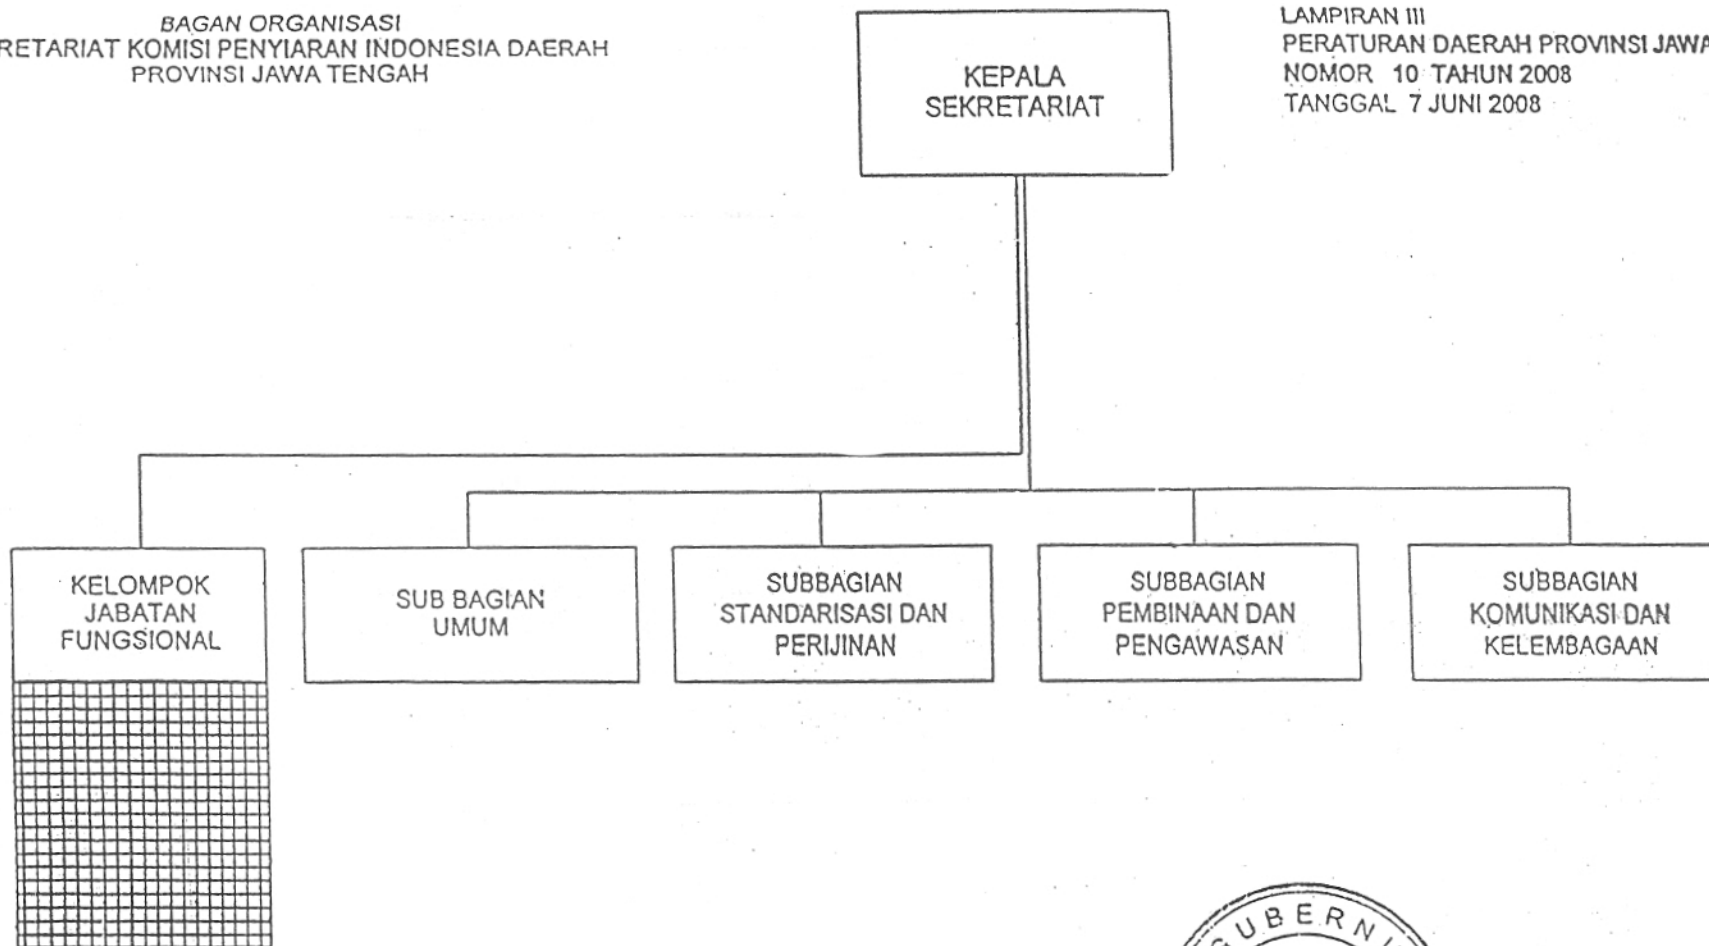 BAGAN ORGANISASI
RETARIAT KOMISI PENYIARAN INDONESIA DAERAH
PROVINSI JAWA TENGAH
LAMPIRAN III
PERATURAN DAERAH PROVINSI JAWA
NOMOR 10 TAHUN 2008
TANGGAL 7 JUNI 2008
KEPALA
SEKRETARIAT
KELOMPOK
JABATAN
FUNGSIONAL
SUB BAGIAN
UMUM
SUBBAGIAN
STANDARISASI DAN
PERIJINAN
SUBBAGIAN
PEMBINAAN DAN
PENGAWASAN
SUBBAGIAN
KOMUNIKASI DAN
KELEMBAGAAN
GUBERN